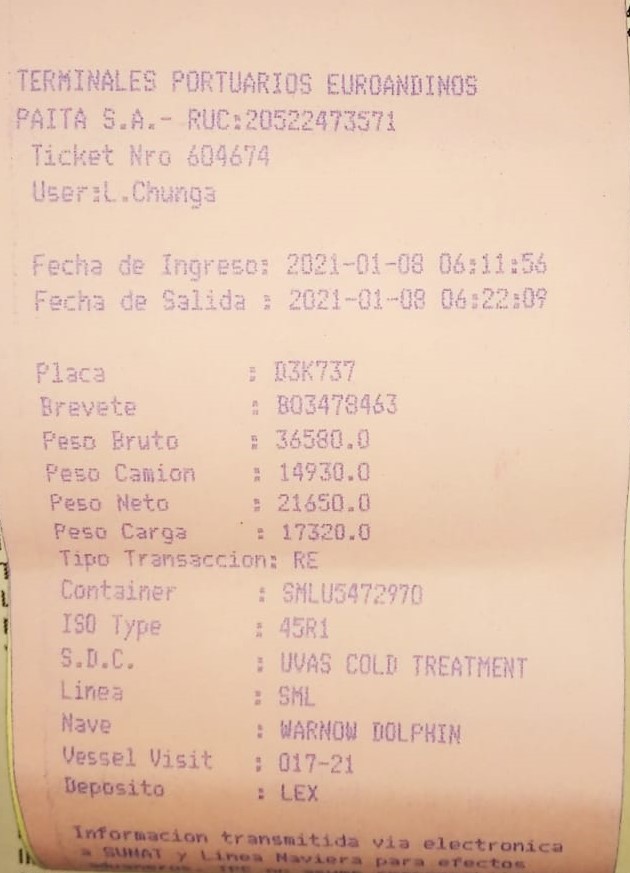 TERMINALES PORTUARIOS EUROANDINOS
PAITA S.A.- RUC:20522473571
Ticket Nro 604674
User:L.Chunga
Fecha de Ingreso: 2021-01-08 06:11:56
Fecha de Salida : 2021-01-08 06:22:09
Placa : D3K737
Brevete : B03478463
Peso Bruto : 36580.0
Peso Camion : 14930.0
Peso Neto : 21650.0
Peso Carga : 17320.0
Tipo Transaccion: RE
Container : SMLU5472970
ISO Type : 45R1
S.D.C. : UVAS COLD TREATMENT
Linea : SML
Nave : WARNOW DOLPHIN
Vessel Visit : 017-21
Deposito : LEX
Informacion transmitida via electronica
a SUNAT y Linea Naviera para efectos